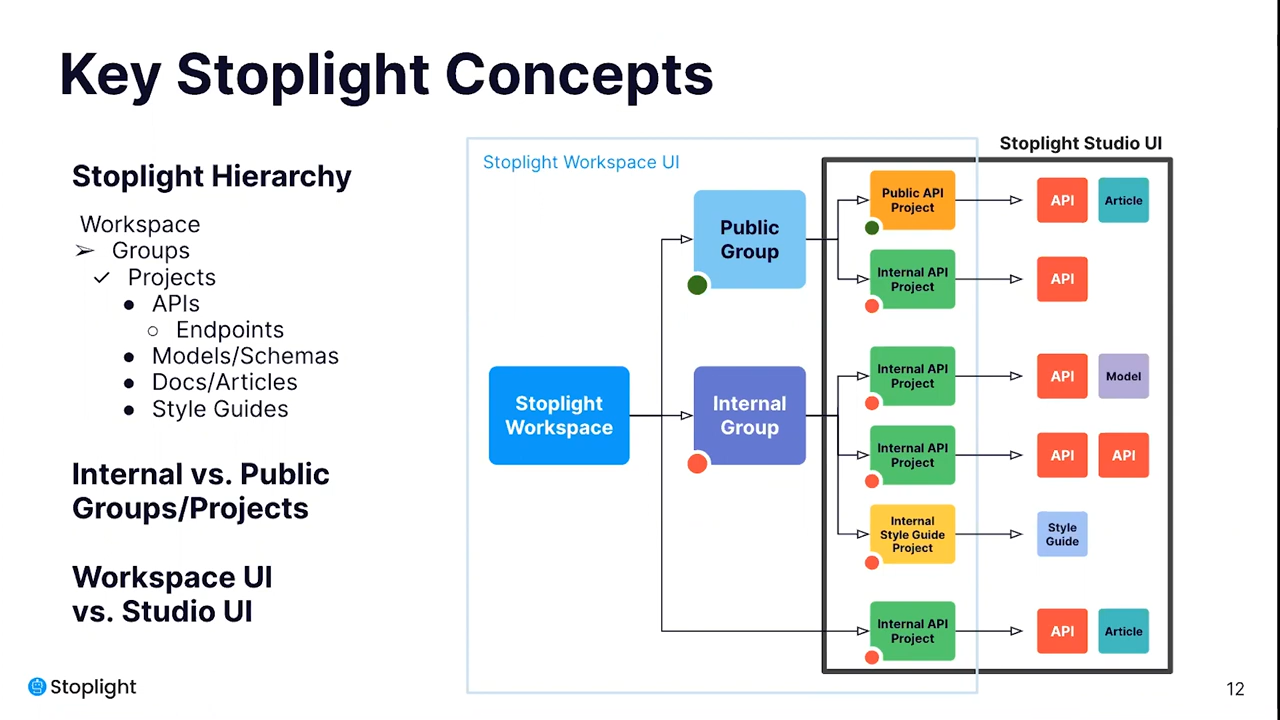 Key Stoplight Concepts
Stoplight Hierarchy
Workspace
➢ Groups
✓ Projects
● APIs
○ Endpoints
● Models/Schemas
● Docs/Articles
● Style Guides
Internal vs. Public
Groups/Projects
Workspace UI
vs. Studio UI
Stoplight Workspace UI
Stoplight Studio UI
Stoplight
Workspace
Public
Group
Internal
Group
Public API
Project
API
Article
Internal API
Project
API
Internal API
Project
API
Model
Internal API
Project
API
API
Internal
Style Guide
Project
Style
Guide
Internal API
Project
API
Article
Stoplight
12